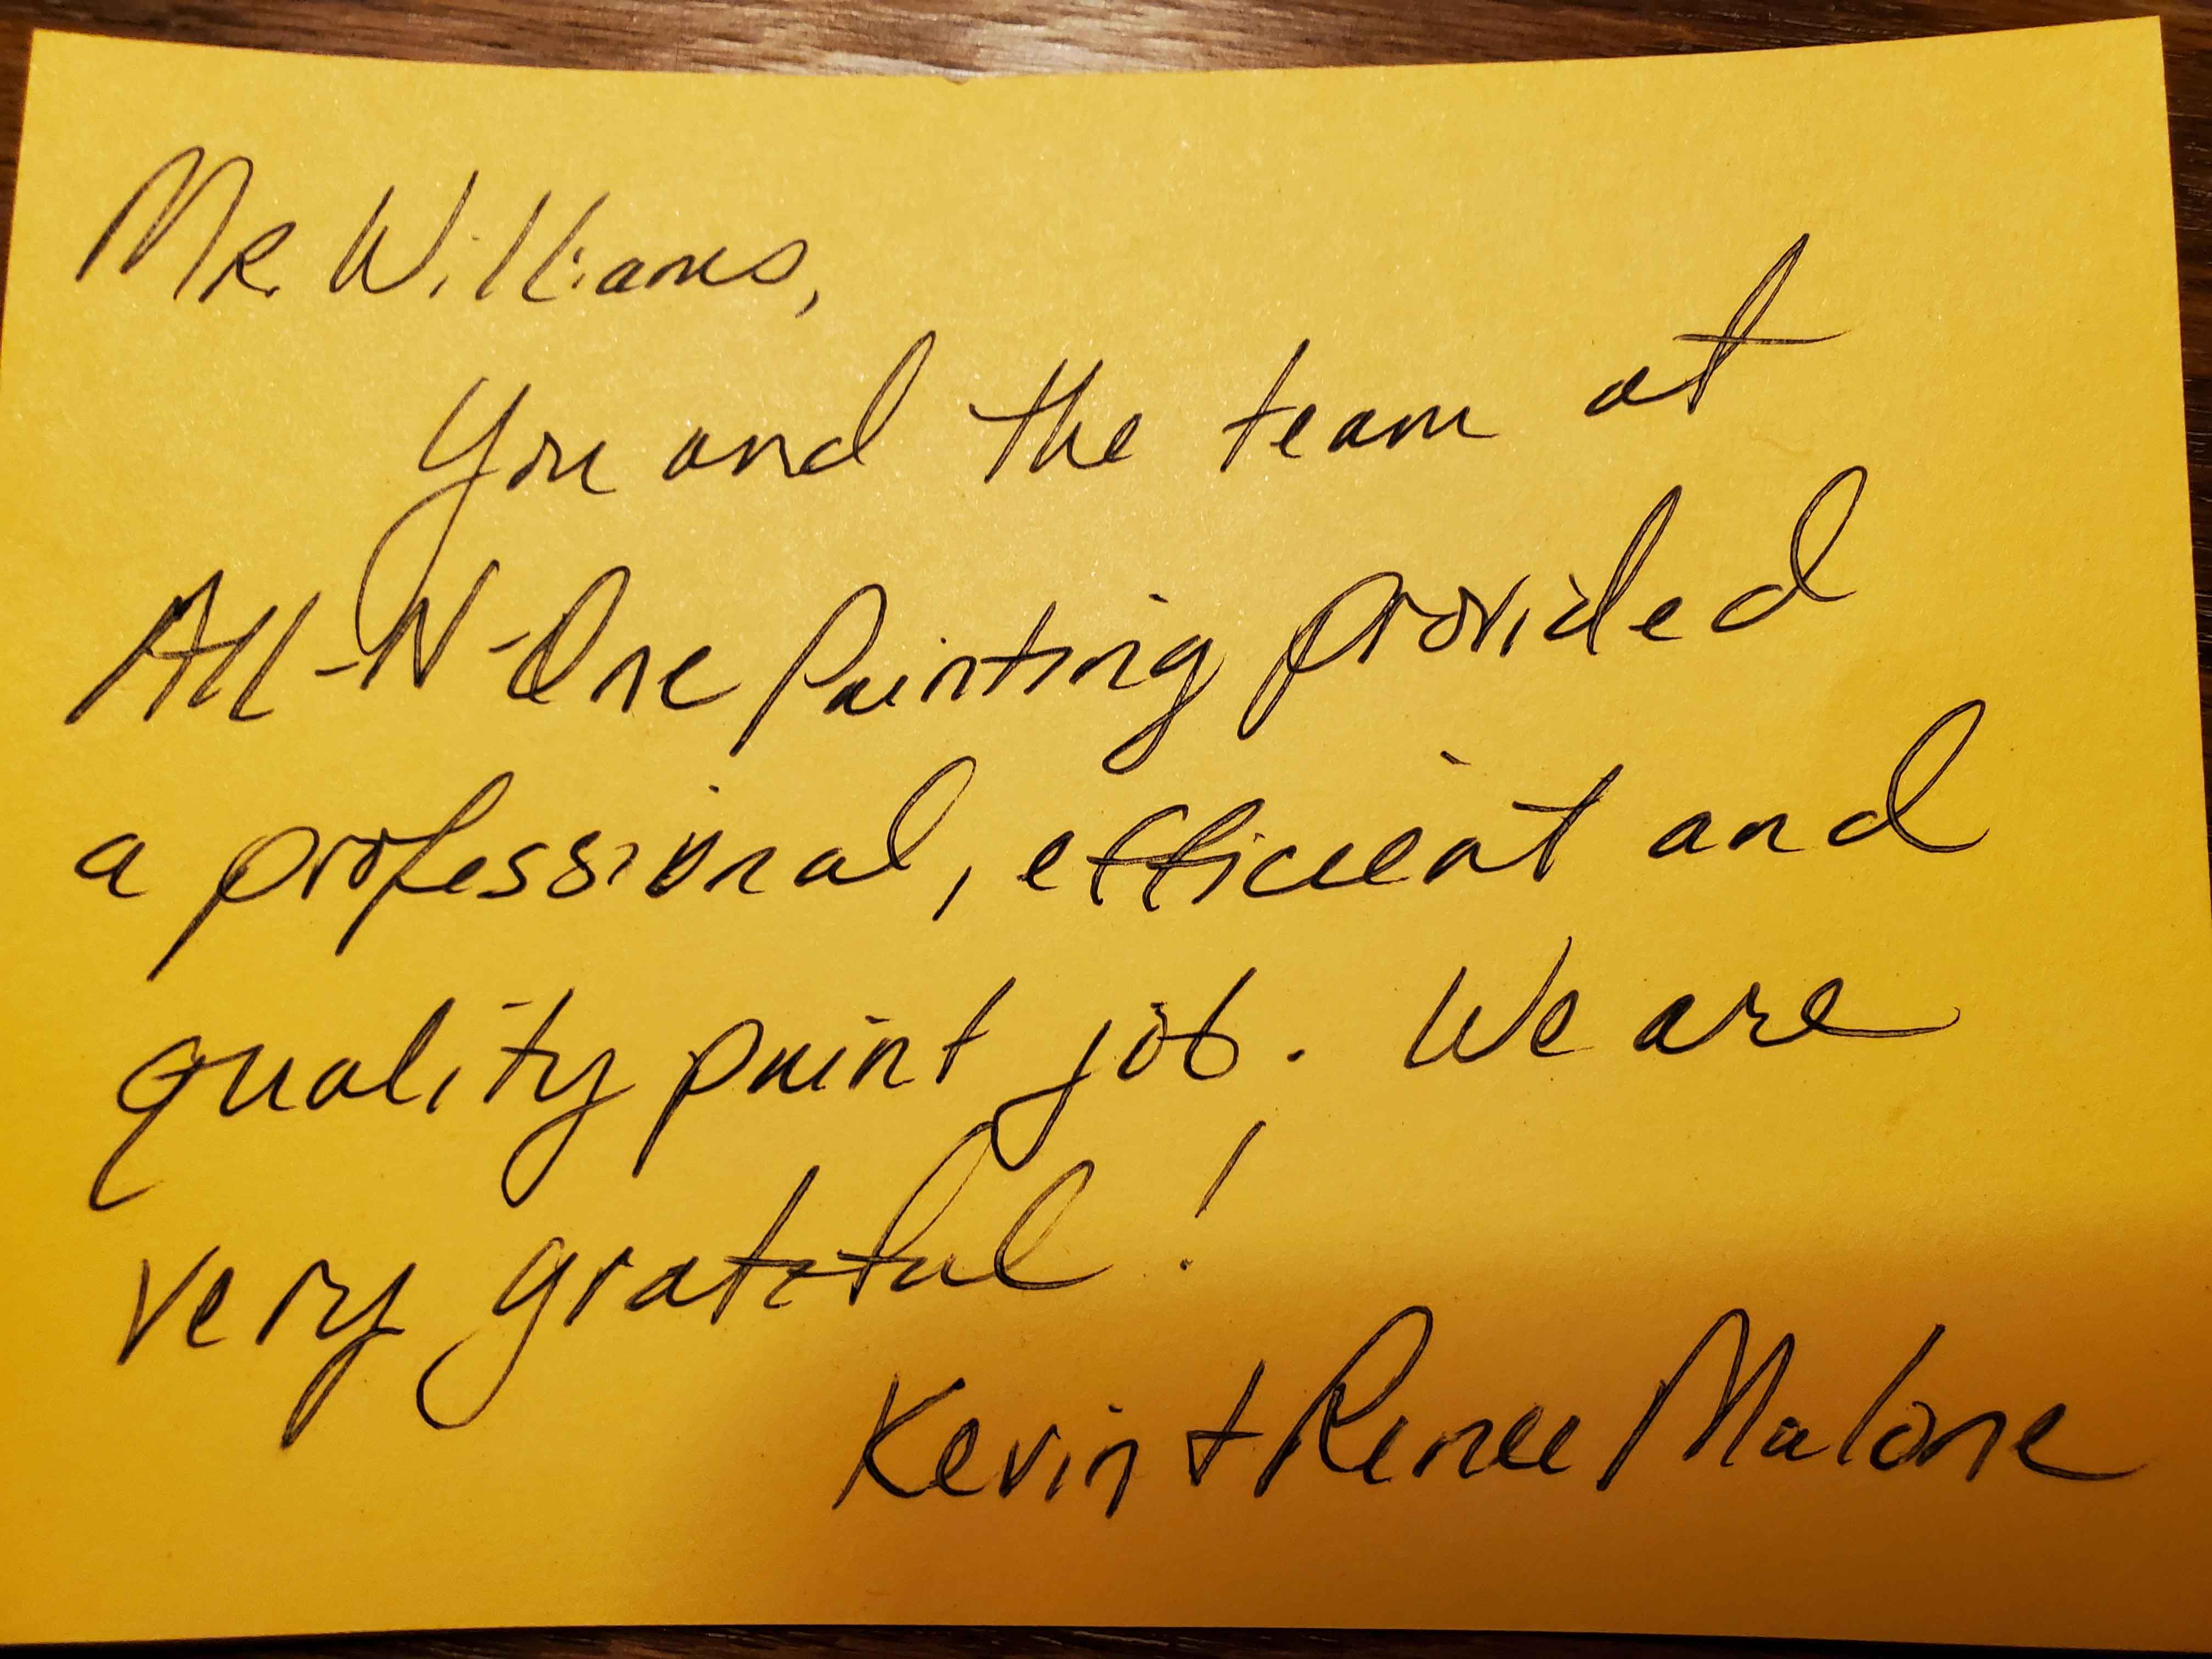 Mr. Williams,
You and the team at
All-N-One Painting provided
a professional, efficient and
quality paint job. We are
very grateful!
Kevin + Renee Malone